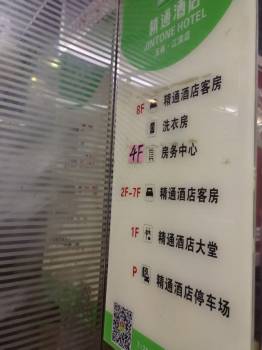 精通酒店
JINTONE HOTEL
8F 精通酒店客房
洗衣房
4F 房务中心
2F-7F 精通酒店客房
1F 精通酒店大堂
P 精通酒店停车场